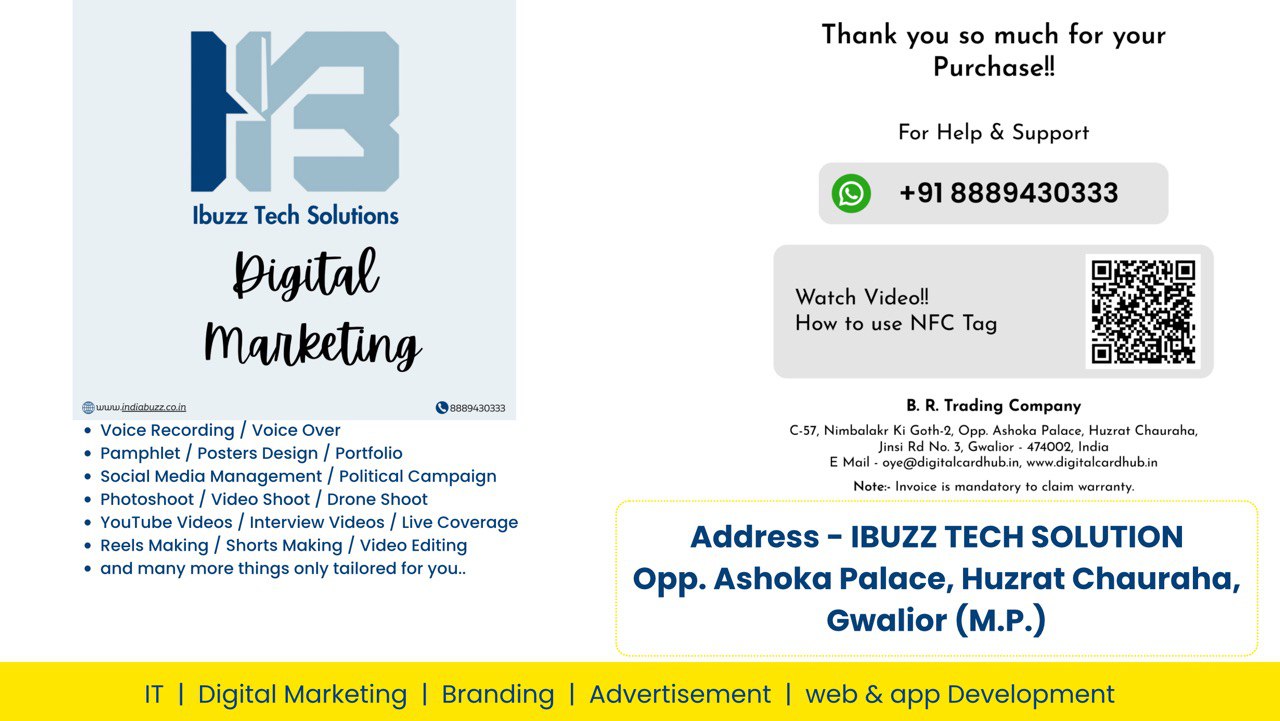 Ibuzz Tech Solutions
Digital
Marketing
www.indiabuzz.co.in
8889430333
• Voice Recording / Voice Over
• Pamphlet / Posters Design / Portfolio
• Social Media Management / Political Campaign
• Photoshoot / Video Shoot / Drone Shoot
• YouTube Videos / Interview Videos / Live Coverage
• Reels Making / Shorts Making / Video Editing
• and many more things only tailored for you..
Thank you so much for your
Purchase!!
For Help & Support
+91 8889430333
Watch Video!!
How to use NFC Tag
B. R. Trading Company
C-57, Nimbalakr Ki Goth-2, Opp. Ashoka Palace, Huzrat Chauraha,
Jinsi Rd No. 3, Gwalior - 474002, India
E Mail - oye@digitalcardhub.in, www.digitalcardhub.in
Note:- Invoice is mandatory to claim warranty.
Address - IBUZZ TECH SOLUTION
Opp. Ashoka Palace, Huzrat Chauraha,
Gwalior (M.P.)
IT | Digital Marketing | Branding | Advertisement | web & app Development